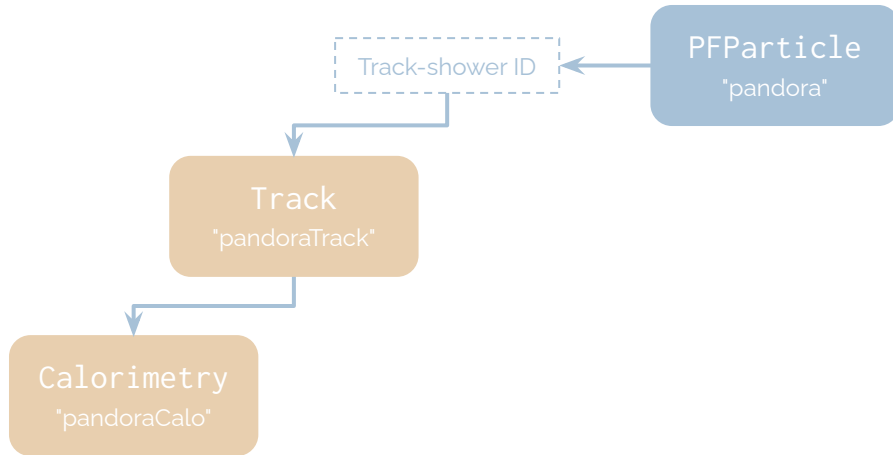 PFParticle
"pandora"
Track-shower ID
Track
"pandoraTrack"
Calorimetry
"pandoraCalo"